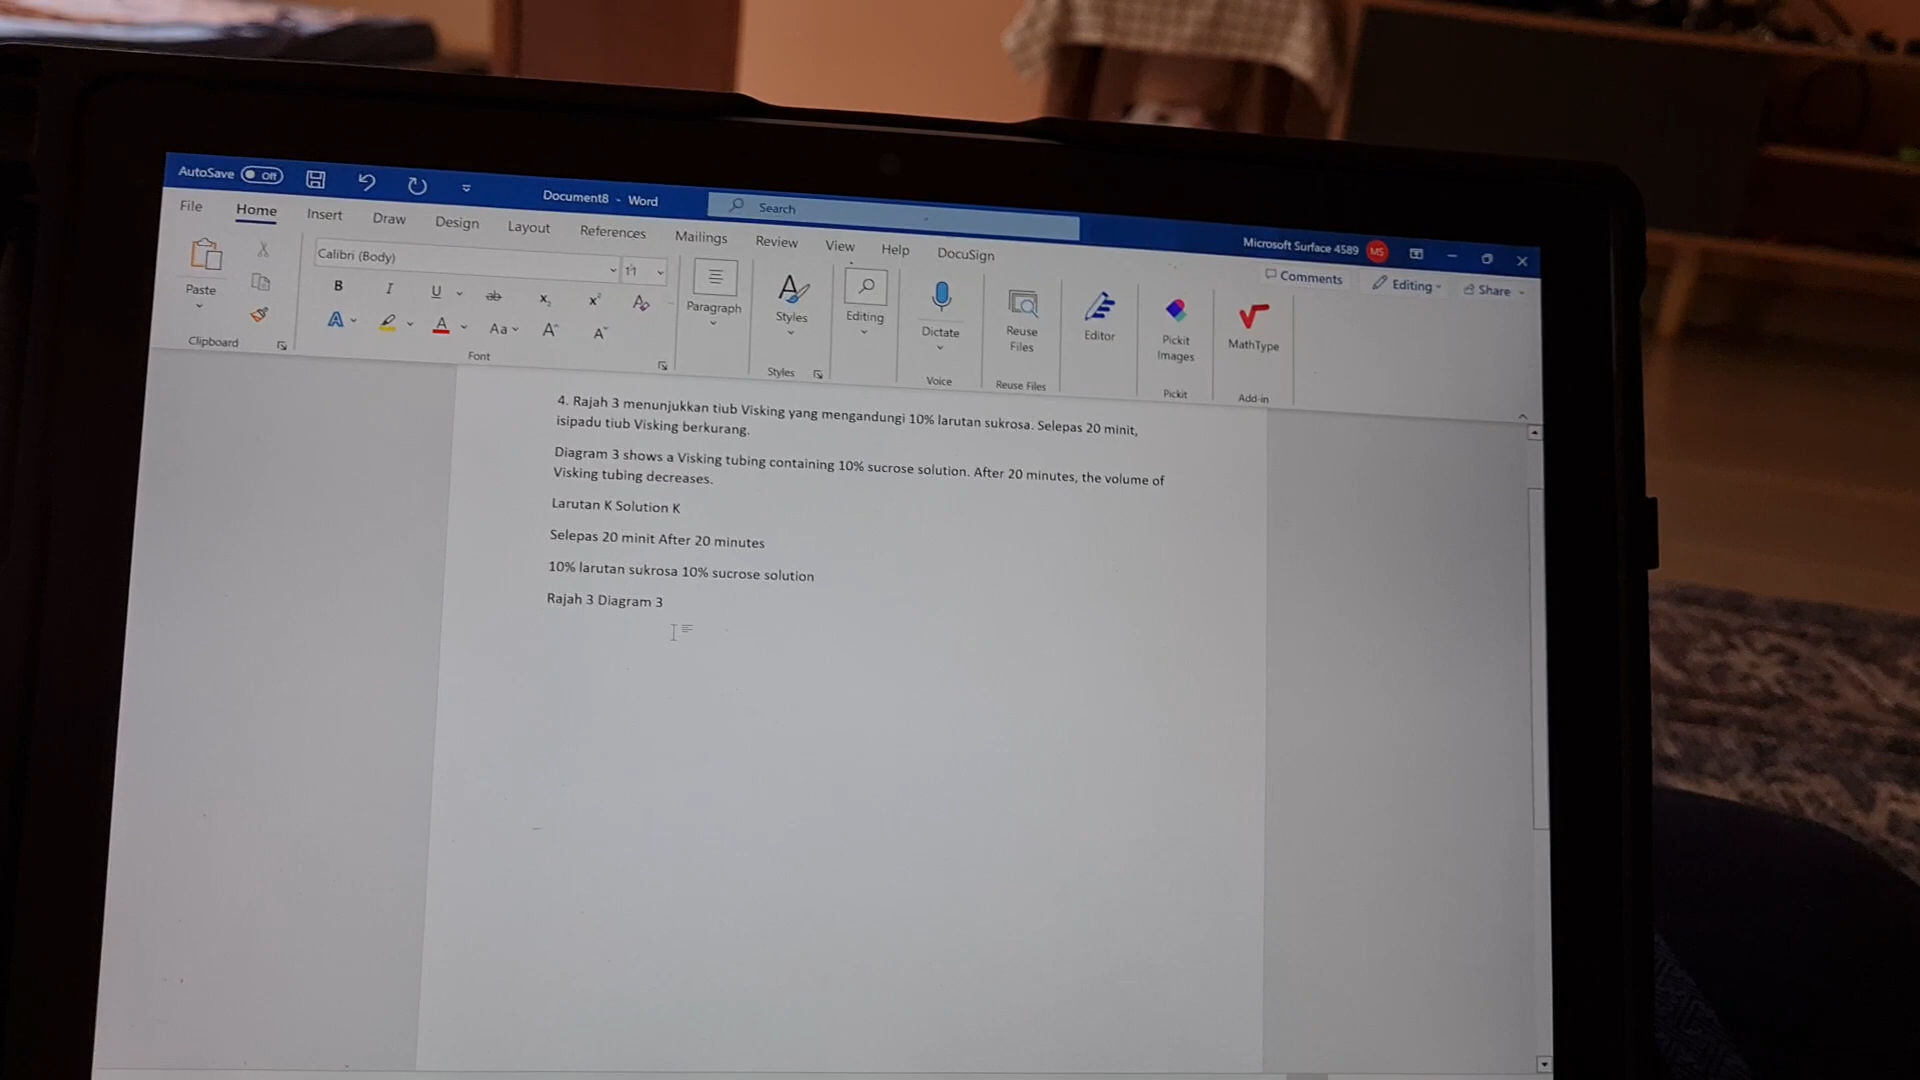 AutoSave Off
Document8 - Word
Search
Microsoft Surface 4589 MS
File Home Insert Draw Design Layout References Mailings Review View Help DocuSign
Comments Editing Share
Paste
Clipboard
Calibri (Body) 11
B I U ab x₂ x² A
A A Aa A A
Font
Paragraph
Styles
Styles
Editing
Dictate
Voice
Reuse
Files
Reuse Files
Editor
Pickit
Images
Pickit
MathType
Add-in
4. Rajah 3 menunjukkan tiub Visking yang mengandungi 10% larutan sukrosa. Selepas 20 minit,
isipadu tiub Visking berkurang.
Diagram 3 shows a Visking tubing containing 10% sucrose solution. After 20 minutes, the volume of
Visking tubing decreases.
Larutan K Solution K
Selepas 20 minit After 20 minutes
10% larutan sukrosa 10% sucrose solution
Rajah 3 Diagram 3